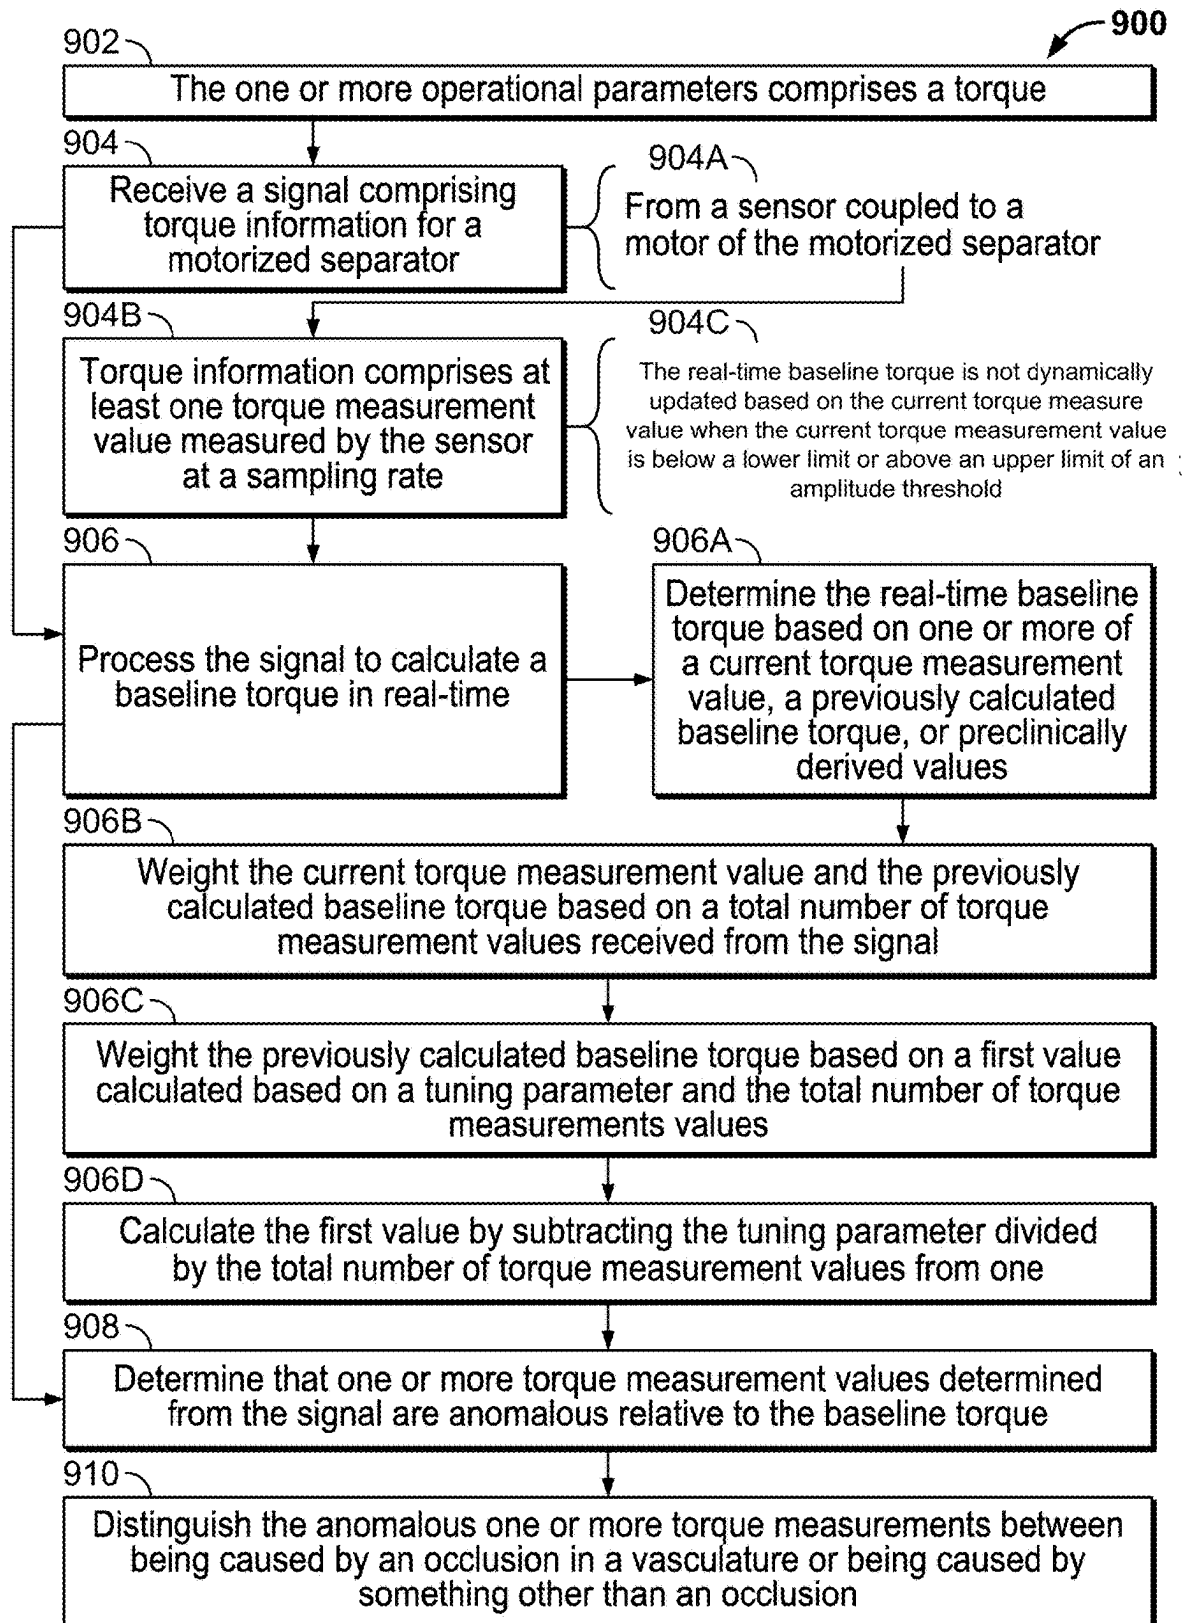 900
902
The one or more operational parameters comprises a torque
904
Receive a signal comprising
torque information for a
motorized separator
904A
From a sensor coupled to a
motor of the motorized separator
904B
Torque information comprises at
least one torque measurement
value measured by the sensor
at a sampling rate
904C
The real-time baseline torque is not dynamically
updated based on the current torque measure
value when the current torque measurement value
is below a lower limit or above an upper limit of an
amplitude threshold
906
Process the signal to calculate a
baseline torque in real-time
906A
Determine the real-time baseline
torque based on one or more of
a current torque measurement
value, a previously calculated
baseline torque, or preclinically
derived values
906B
Weight the current torque measurement value and the previously
calculated baseline torque based on a total number of torque
measurement values received from the signal
906C
Weight the previously calculated baseline torque based on a first value
calculated based on a tuning parameter and the total number of torque
measurements values
906D
Calculate the first value by subtracting the tuning parameter divided
by the total number of torque measurement values from one
908
Determine that one or more torque measurement values determined
from the signal are anomalous relative to the baseline torque
910
Distinguish the anomalous one or more torque measurements between
being caused by an occlusion in a vasculature or being caused by
something other than an occlusion